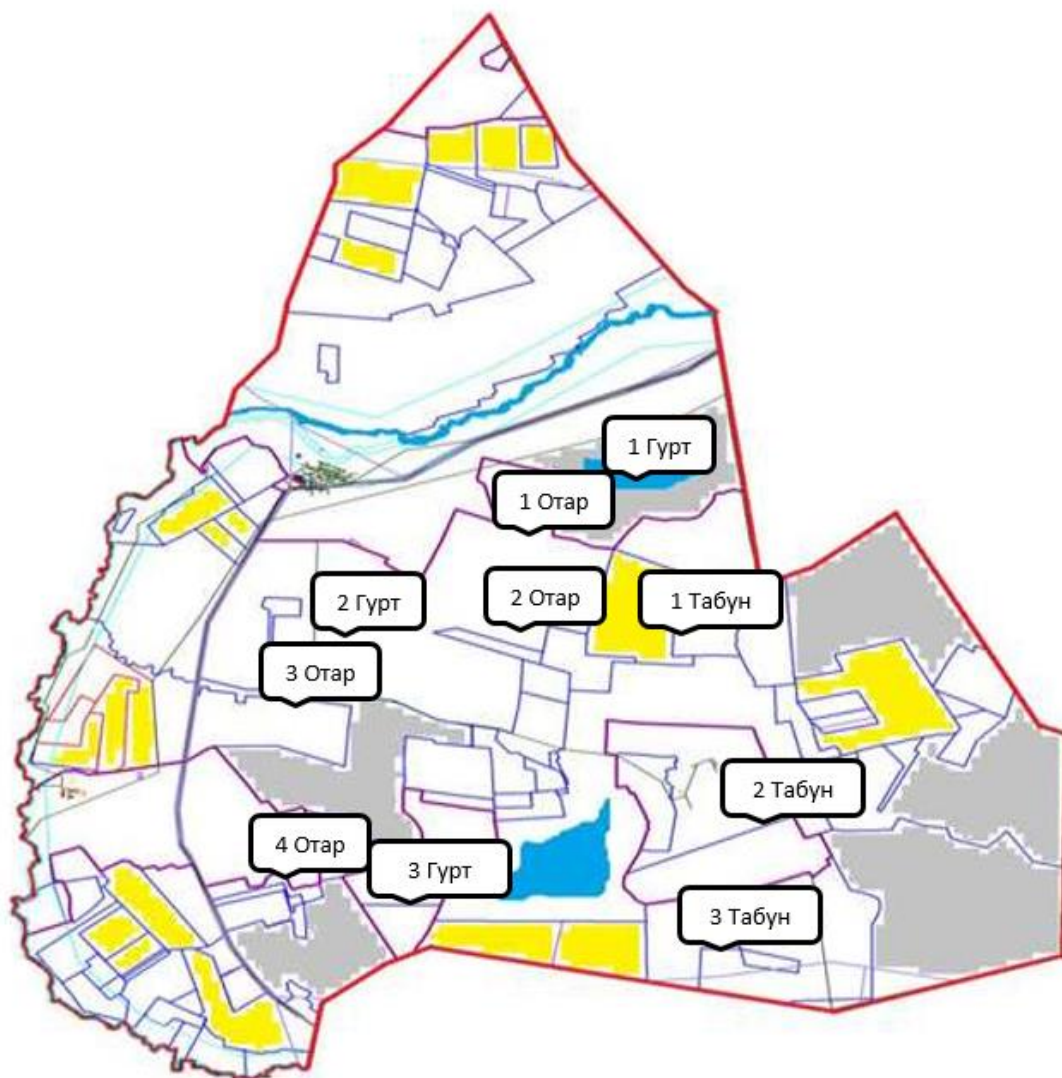 1 Гурт
1 Отар
2 Гурт
2 Отар
1 Табун
3 Отар
2 Табун
4 Отар
3 Гурт
3 Табун